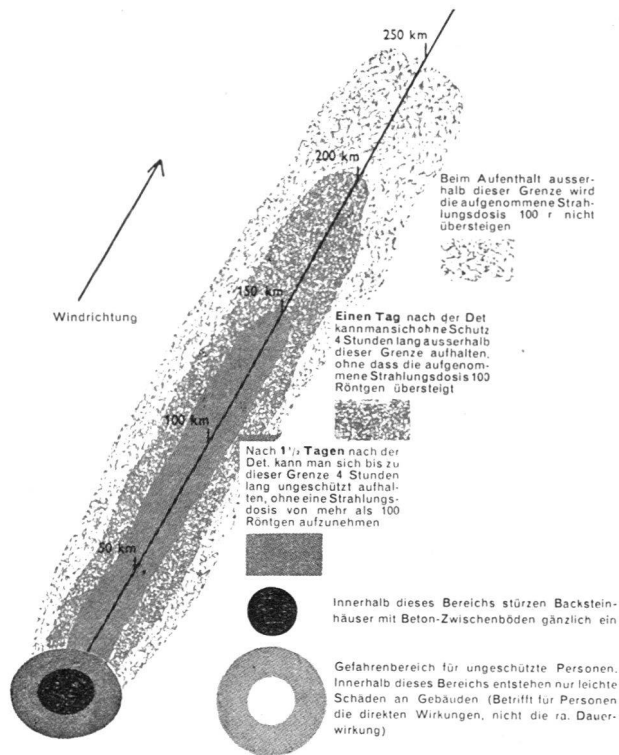 250 km
200 km
Beim Aufenthalt ausser-
halb dieser Grenze wird
die aufgenommene Strah-
lungsdosis 100 r nicht
übersteigen
150 km
Windrichtung
Einen Tag nach der Det
kann man sich ohne Schutz
4 Stunden lang ausserhalb
dieser Grenze aufhalten,
ohne dass die aufgenom-
mene Strahlungsdosis 100
Röntgen übersteigt
100 km
Nach 1½ Tagen nach der
Det. kann man sich bis zu
dieser Grenze 4 Stunden
lang ungeschützt aufhal-
ten, ohne eine Strahlungs-
dosis von mehr als 100
Röntgen aufzunehmen
50 km
Innerhalb dieses Bereichs stürzen Backstein-
häuser mit Beton-Zwischenböden gänzlich ein
Gefahrenbereich für ungeschützte Personen.
Innerhalb dieses Bereichs entstehen nur leichte
Schäden an Gebäuden (Betrifft für Personen
die direkten Wirkungen, nicht die ra. Dauer-
wirkung)